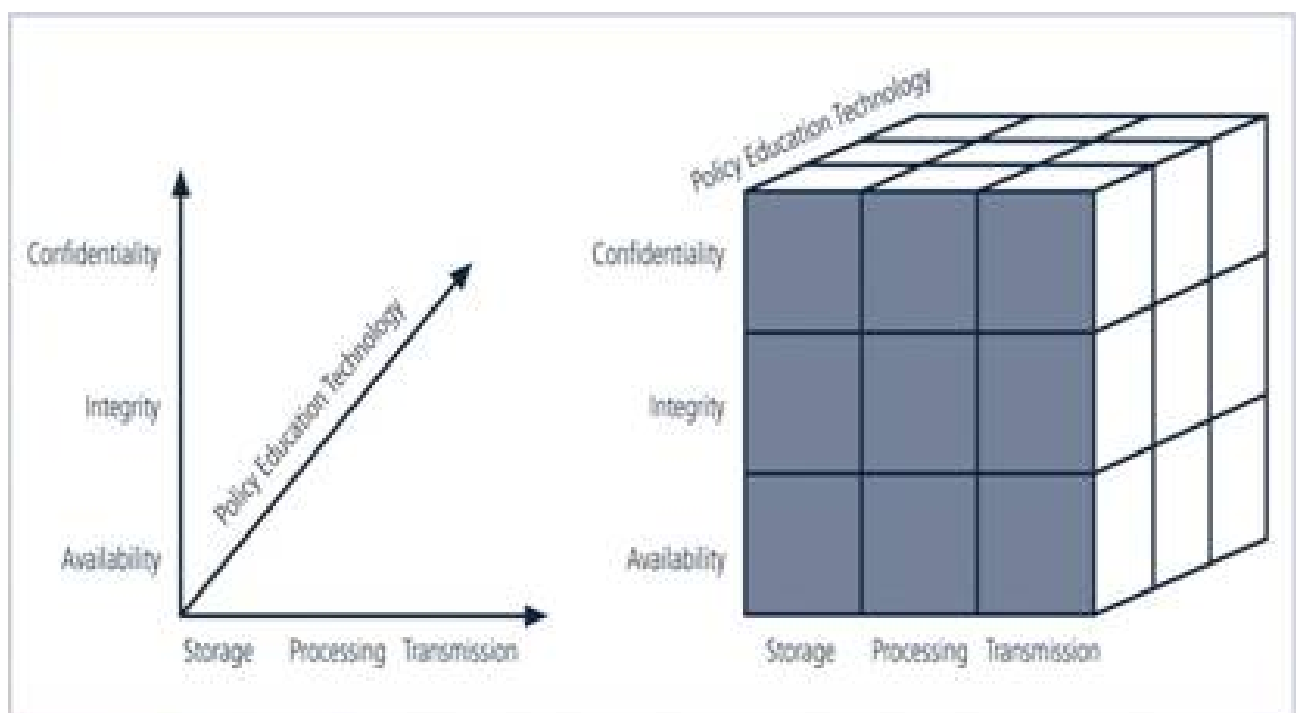 Policy Education Technology
Confidentiality
Integrity
Availability
Policy Education Technology
Storage Processing Transmission
Confidentiality
Integrity
Availability
Storage Processing Transmission